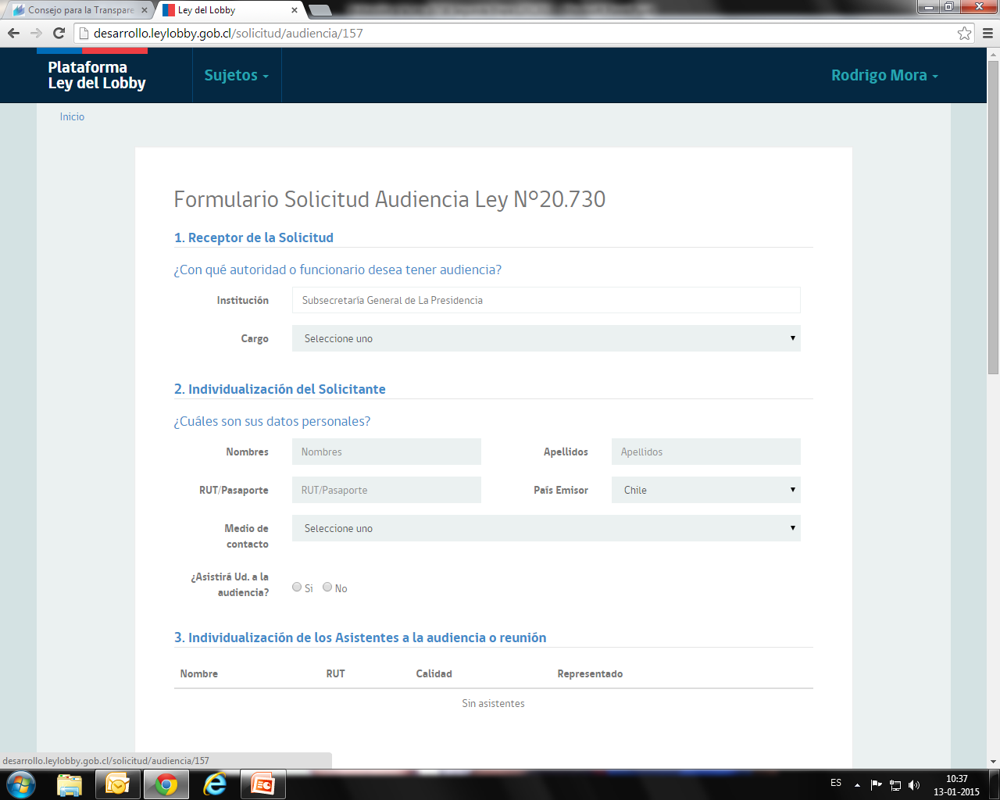 Consejo para la Transpare
Ley del Lobby
desarrollo.leylobby.gob.cl/solicitud/audiencia/157
Plataforma
Ley del Lobby
Sujetos
Rodrigo Mora
Inicio
Formulario Solicitud Audiencia Ley N°20.730
1. Receptor de la Solicitud
¿Con qué autoridad o funcionario desea tener audiencia?
Institución
Subsecretaría General de La Presidencia
Cargo
Seleccione uno
2. Individualización del Solicitante
¿Cuáles son sus datos personales?
Nombres
Nombres
Apellidos
Apellidos
RUT/Pasaporte
RUT/Pasaporte
País Emisor
Chile
Medio de
contacto
Seleccione uno
¿Asistirá Ud. a la
audiencia?
Si
No
3. Individualización de los Asistentes a la audiencia o reunión
Nombre
RUT
Calidad
Representado
Sin asistentes
desarrollo.leylobby.gob.cl/solicitud/audiencia/157
ES
10:37
13-01-2015